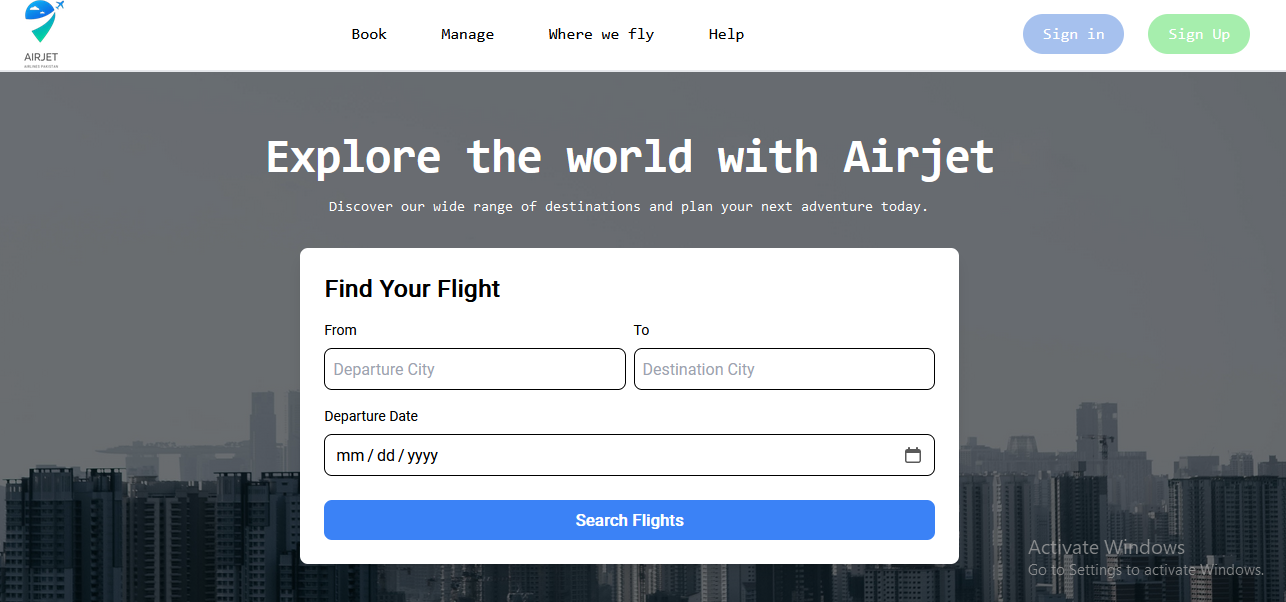 AIRJET
AIRLINES PAKISTAN
Book
Manage
Where we fly
Help
Sign in
Sign Up
Explore the world with Airjet
Discover our wide range of destinations and plan your next adventure today.
Find Your Flight
From
To
Departure City
Destination City
Departure Date
mm / dd / yyyy
Search Flights
Activate Windows
Go to Settings to activate Windows.